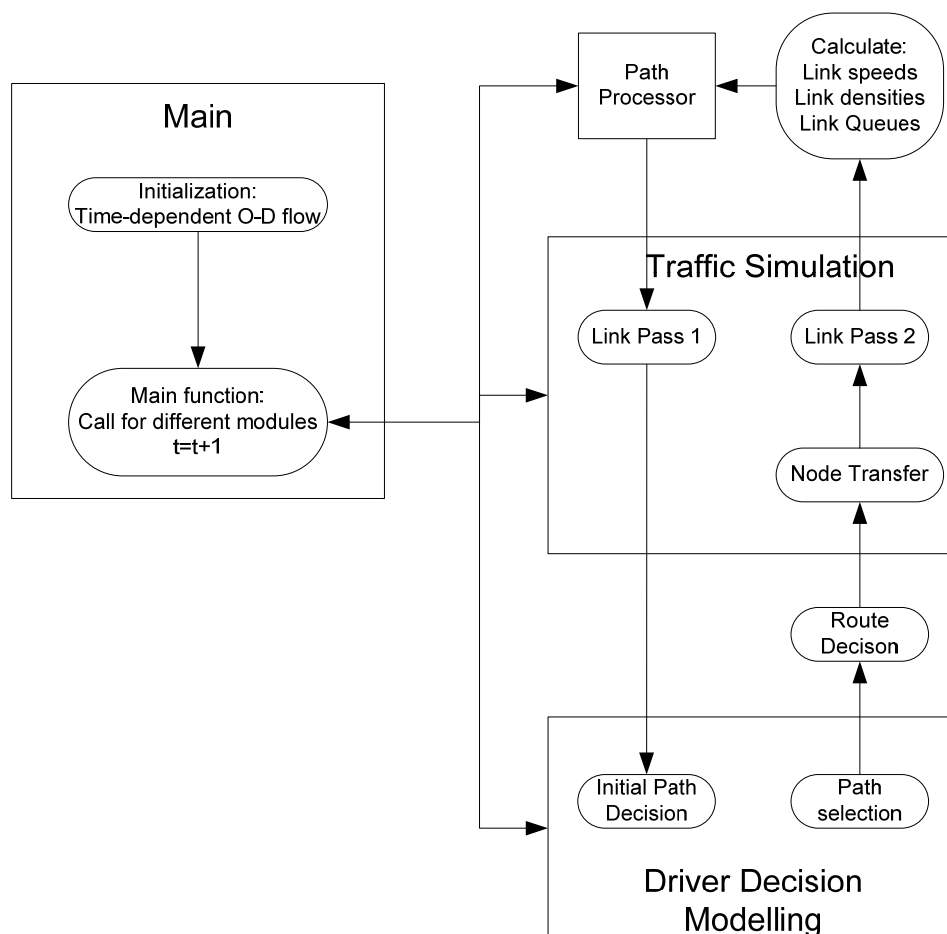 Main
Initialization:
Time-dependent O-D flow
Main function:
Call for different modules
t=t+1
Path
Processor
Calculate:
Link speeds
Link densities
Link Queues
Traffic Simulation
Link Pass 1
Link Pass 2
Node Transfer
Route
Decison
Initial Path
Decision
Path
selection
Driver Decision
Modelling